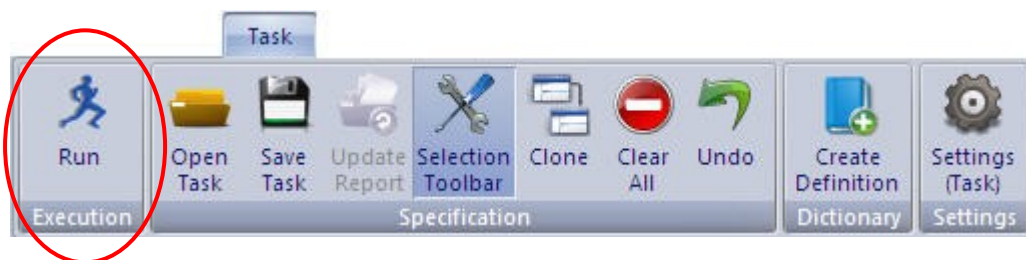 Task
Run
Open
Task
Save
Task
Update
Report
Selection
Toolbar
Clone
Clear
All
Undo
Create
Definition
Settings
(Task)
Execution
Specification
Dictionary
Settings